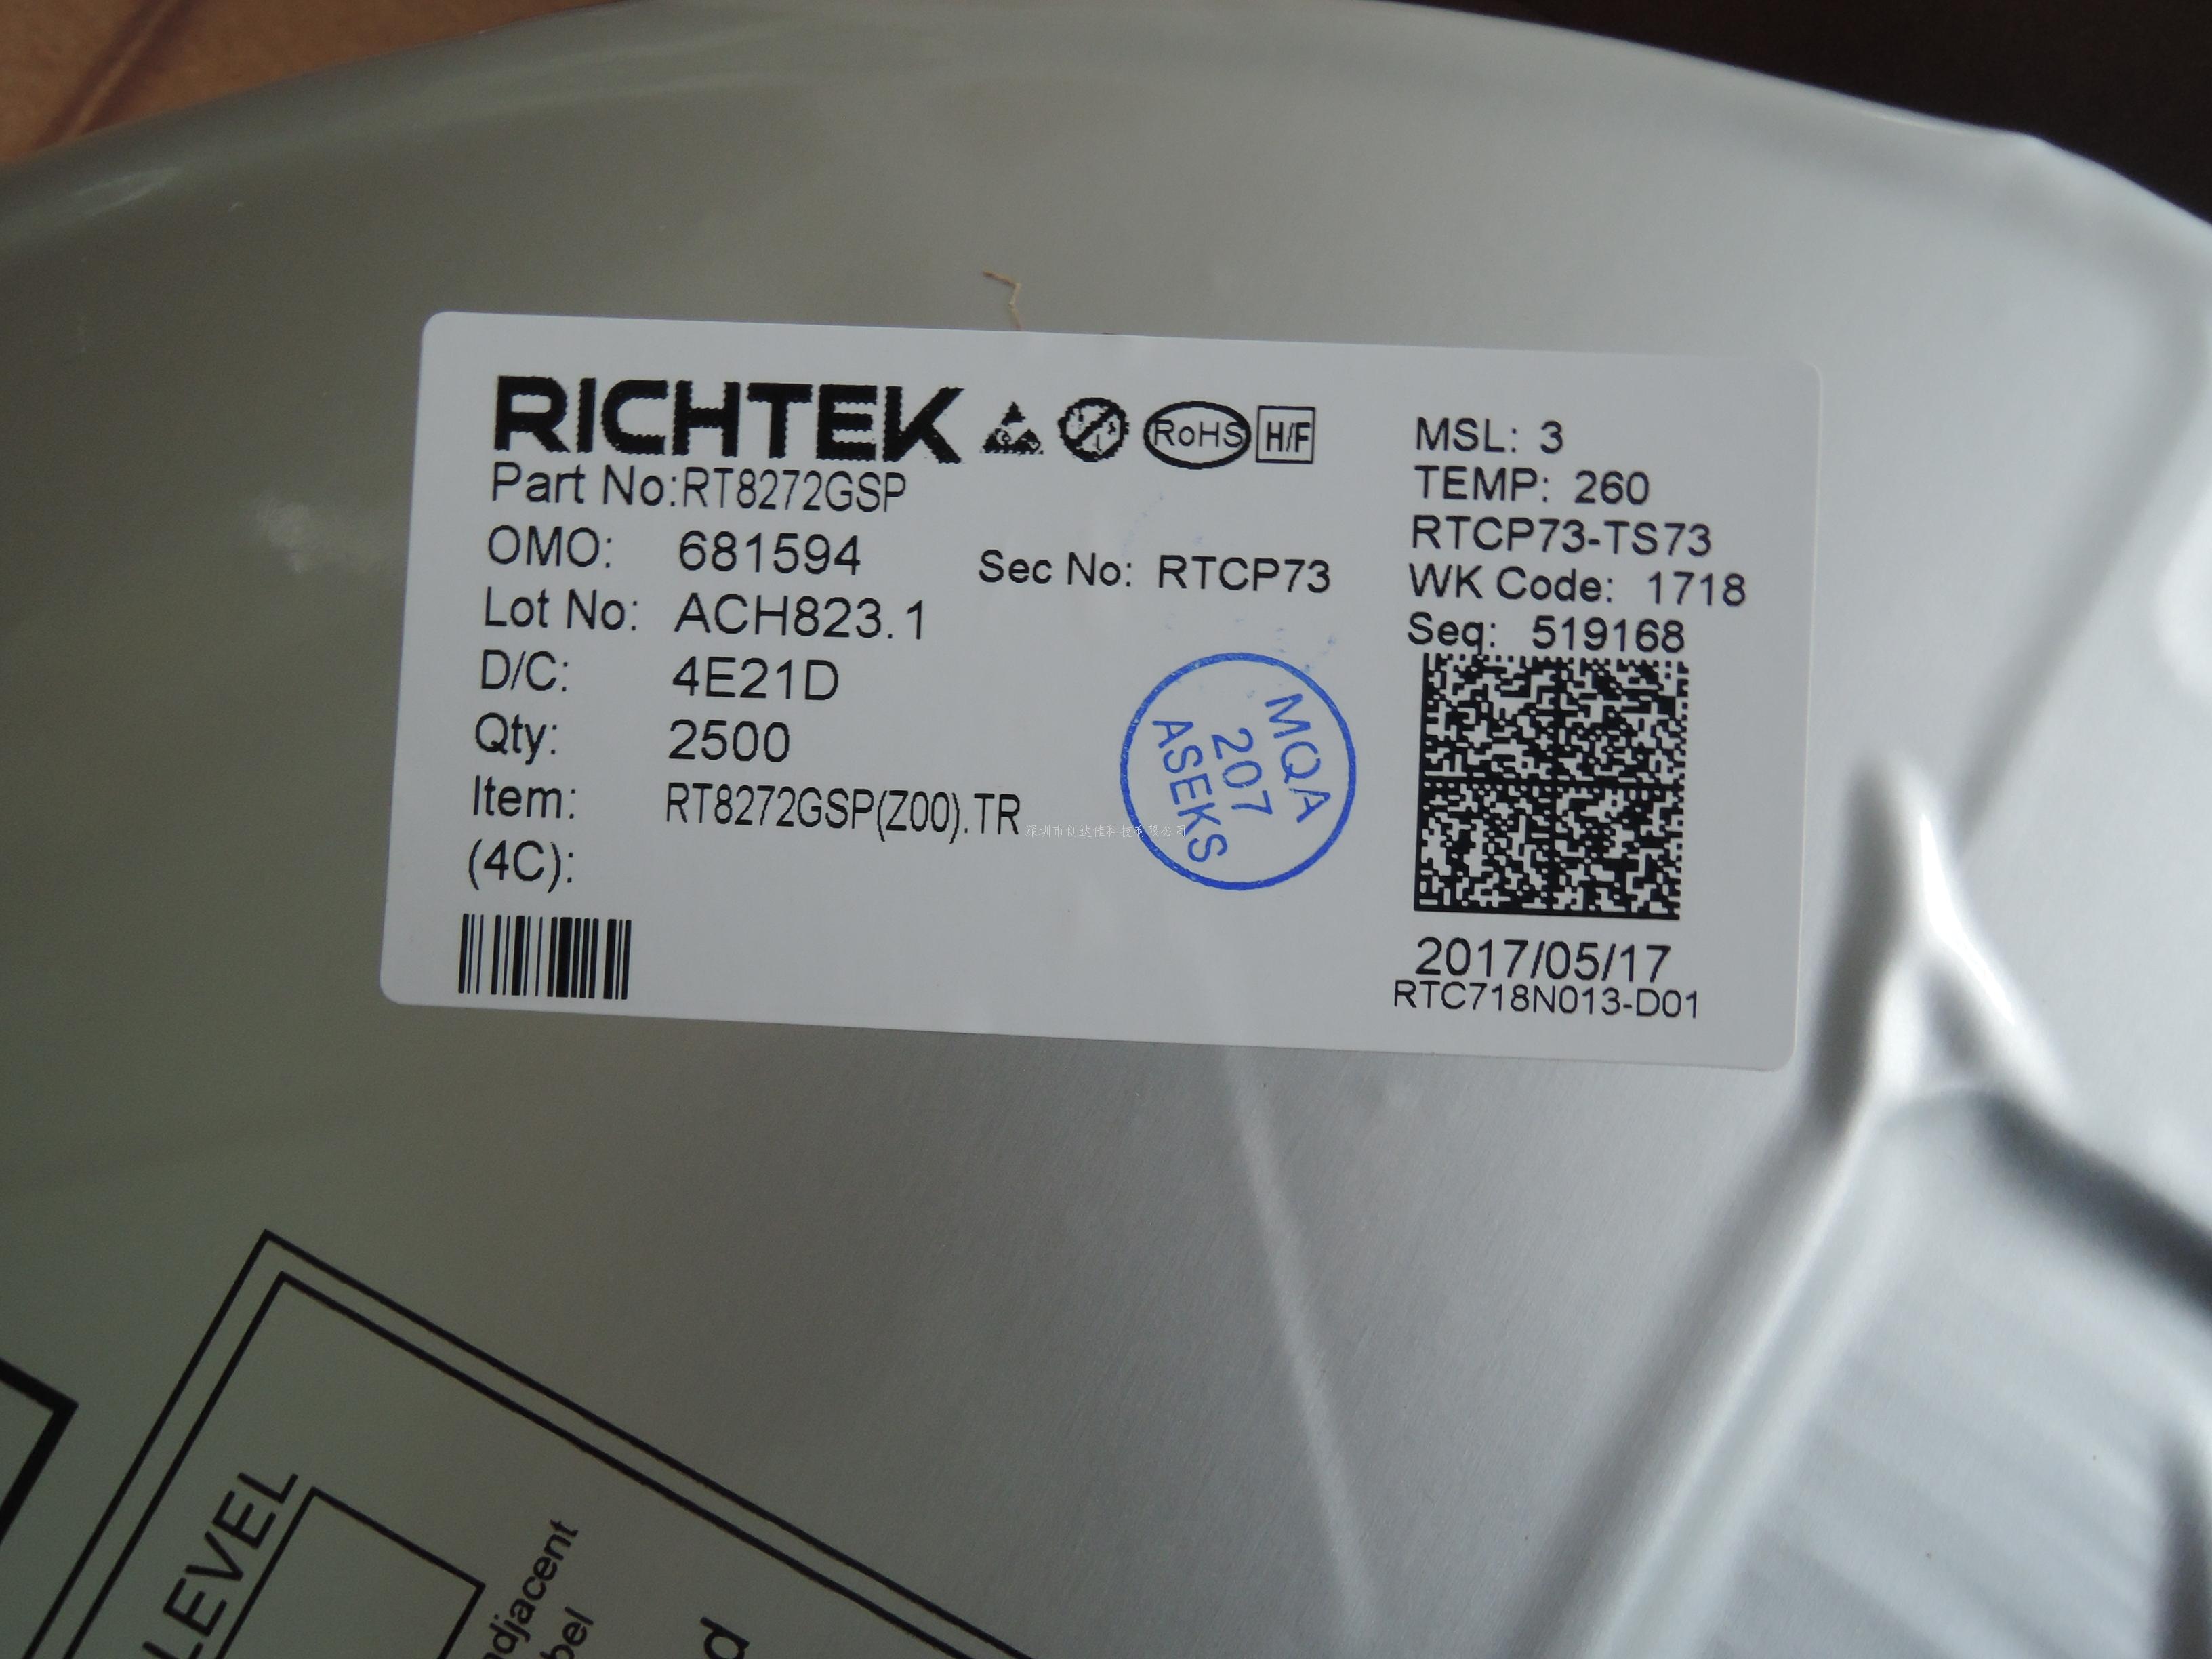 RICHTEK RoHS H/F
Part No:RT8272GSP
OMO: 681594
Sec No: RTCP73
Lot No: ACH823.1
D/C: 4E21D
Qty: 2500
Item: RT8272GSP(Z00).TR
(4C):
MSL: 3
TEMP: 260
RTCP73-TS73
WK Code: 1718
Seq: 519168
2017/05/17
RTC718N013-D01
MQA
207
ASEKS
深圳市创达佳科技有限公司
LEVEL